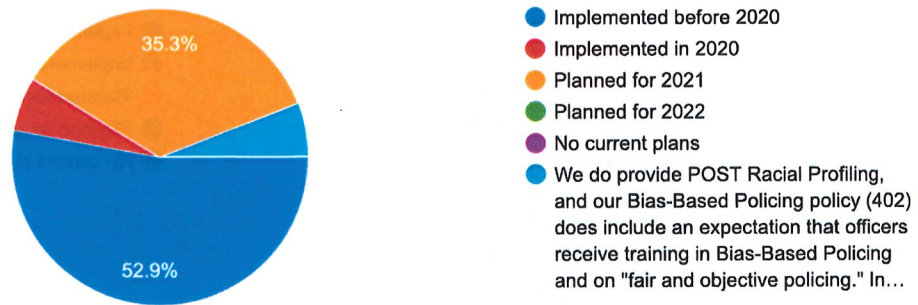 35.3%
52.9%
Implemented before 2020
Implemented in 2020
Planned for 2021
Planned for 2022
No current plans
We do provide POST Racial Profiling,
and our Bias-Based Policing policy (402)
does include an expectation that officers
receive training in Bias-Based Policing
and on "fair and objective policing." In…